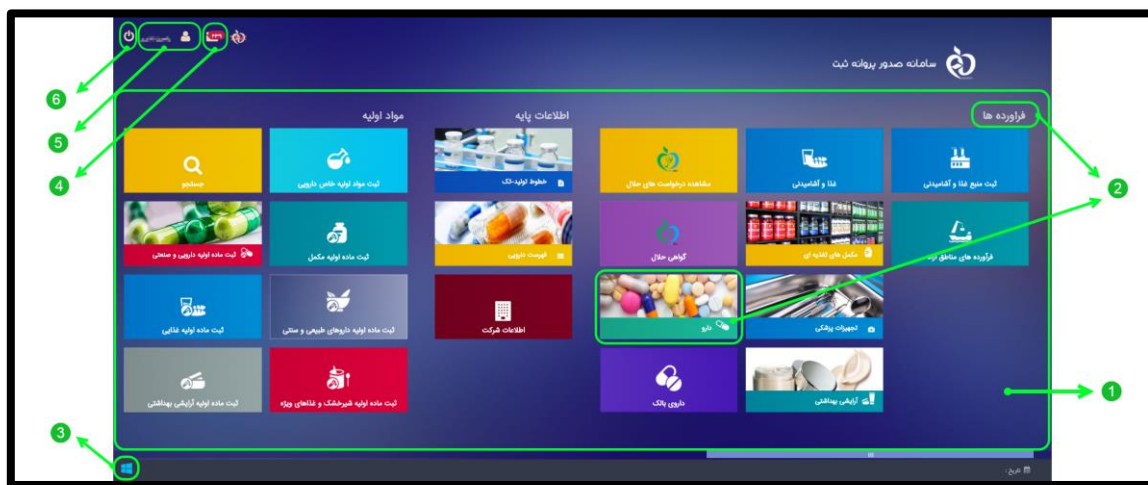 سامانه صدور پروانه ثبت
۲۳۹
فرآورده ها
اطلاعات پایه
مواد اولیه
ثبت منبع غذا و آشامیدنی
غذا و آشامیدنی
مشاهده درخواست های حلال
خطوط تولید-تک
ثبت مواد اولیه خاص دارویی
جستجو
فرآورده های مناطق آزاد
مکمل های تغذیه ای
گواهی حلال
فهرست دارویی
ثبت ماده اولیه مکمل
ثبت ماده اولیه دارویی و صنعتی
تجهیزات پزشکی
دارو
اطلاعات شرکت
ثبت ماده اولیه داروهای طبیعی و سنتی
ثبت ماده اولیه غذایی
آرایشی بهداشتی
داروی بالک
ثبت ماده اولیه شیرخشک و غذاهای ویژه
ثبت ماده اولیه آرایشی بهداشتی
تاریخ :
1
2
3
4
5
6